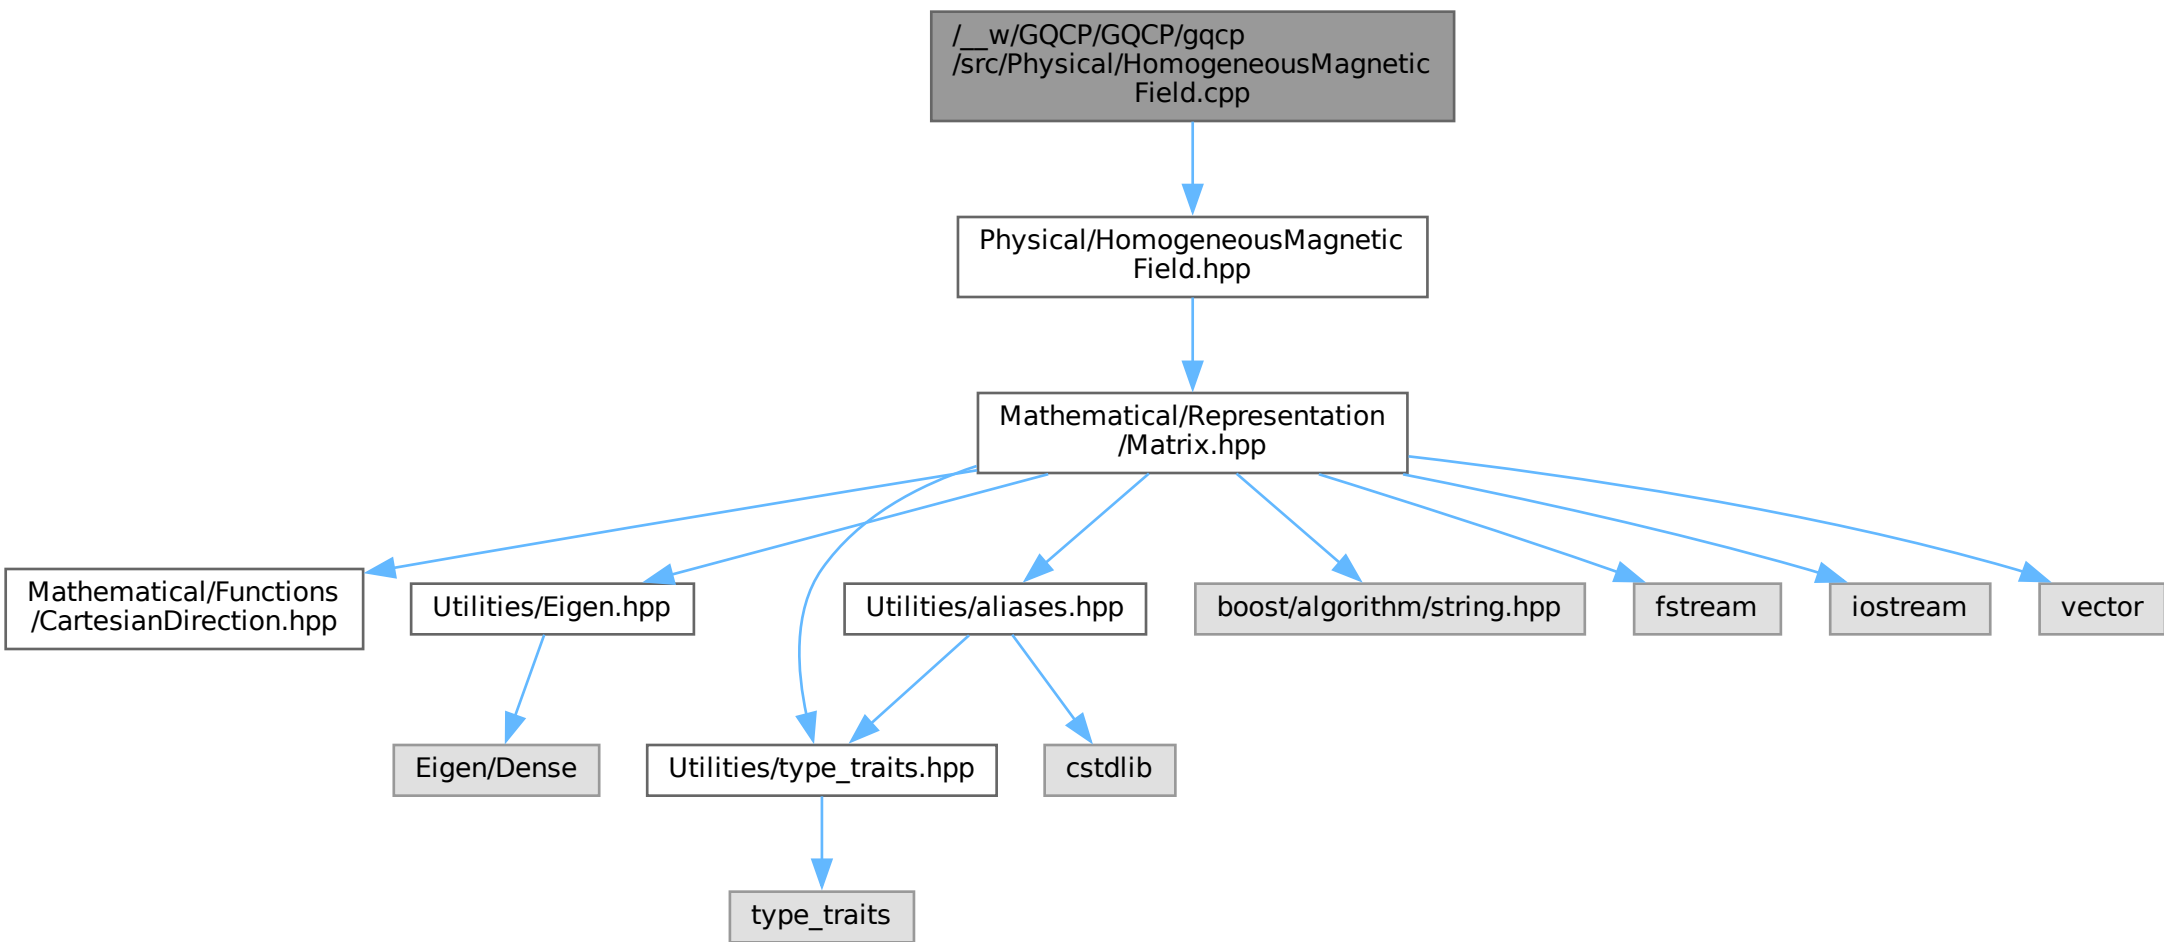 /__w/GQCP/GQCP/gqcp
/src/Physical/HomogeneousMagnetic
Field.cpp
Physical/HomogeneousMagnetic
Field.hpp
Mathematical/Representation
/Matrix.hpp
Mathematical/Functions
/CartesianDirection.hpp
Utilities/Eigen.hpp
Utilities/aliases.hpp
boost/algorithm/string.hpp
fstream
iostream
vector
Eigen/Dense
Utilities/type_traits.hpp
cstdlib
type_traits